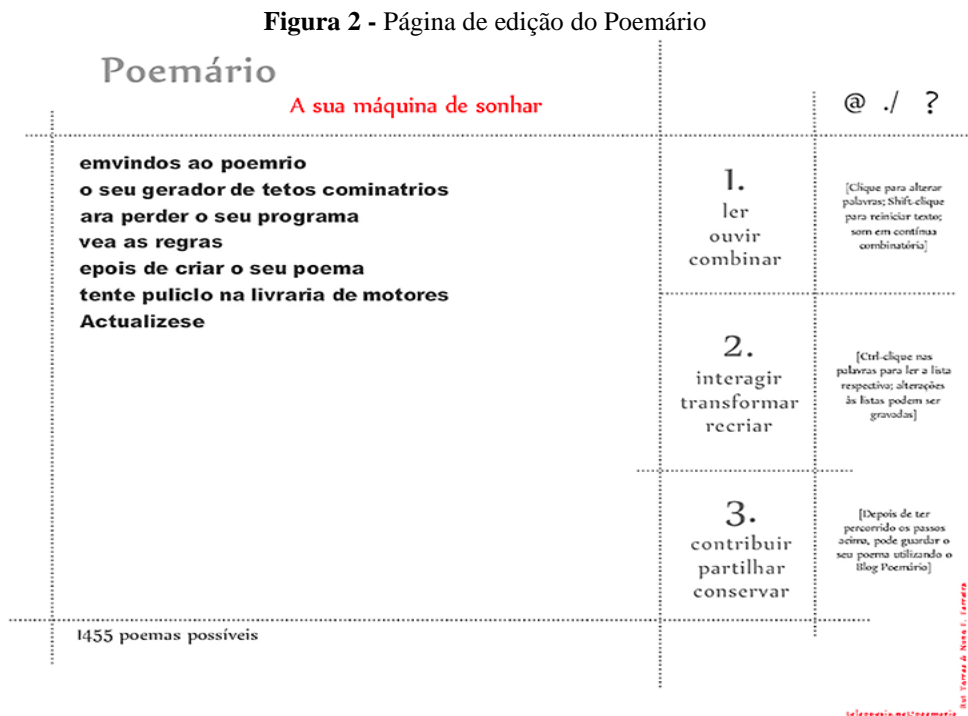 Figura 2 - Página de edição do Poemário
Poemário
A sua máquina de sonhar
@ ./ ?
emvindos ao poemrio
o seu gerador de tetos cominatrios
ara perder o seu programa
vea as regras
epois de criar o seu poema
tente puliclo na livraria de motores
Actualizese
1.
ler
ouvir
combinar
[Clique para alterar
palavras; Shift-clique
para reiniciar texto;
som em contínua
combinatória]
2.
interagir
transformar
recriar
[Ctrl-clique nas
palavras para ler a lista
respectiva; alterações
às listas podem ser
gravadas]
3.
contribuir
partilhar
conservar
[Depois de ter
percorrido os passos
acima, pode guardar o
seu poema utilizando o
Blog Poemário]
1455 poemas possíveis
Rui Torres & Nuno F. Ferreira
telepoesis.net/poemario